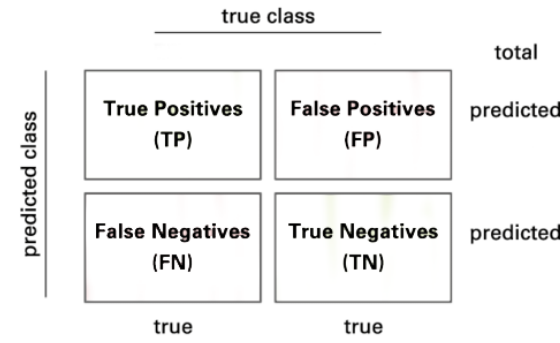 true class
total
predicted class
True Positives
(TP)
False Positives
(FP)
predicted
False Negatives
(FN)
True Negatives
(TN)
predicted
true
true